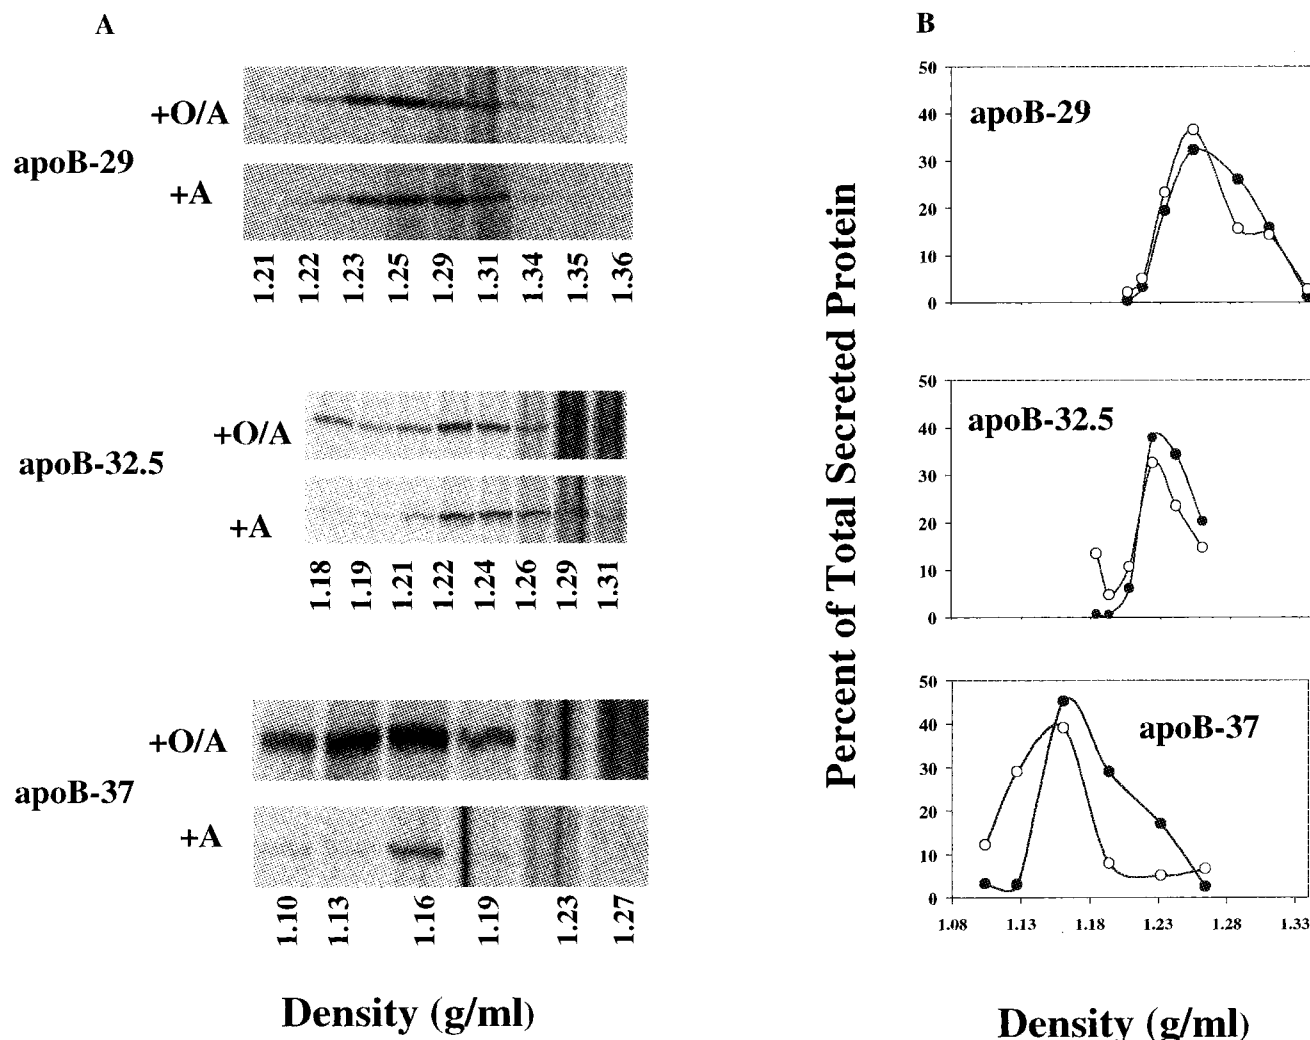 A
+O/A
apoB-29
+A
1.21 1.22 1.23 1.25 1.29 1.31 1.34 1.35 1.36
+O/A
apoB-32.5
+A
1.18 1.19 1.21 1.22 1.24 1.26 1.29 1.31
+O/A
apoB-37
+A
1.10 1.13 1.16 1.19 1.23 1.27
Density (g/ml)
B
Percent of Total Secreted Protein
50
apoB-29
40
30
20
10
0
50
apoB-32.5
40
30
20
10
0
50
apoB-37
40
30
20
10
0
1.08 1.13 1.18 1.23 1.28 1.33
Density (g/ml)